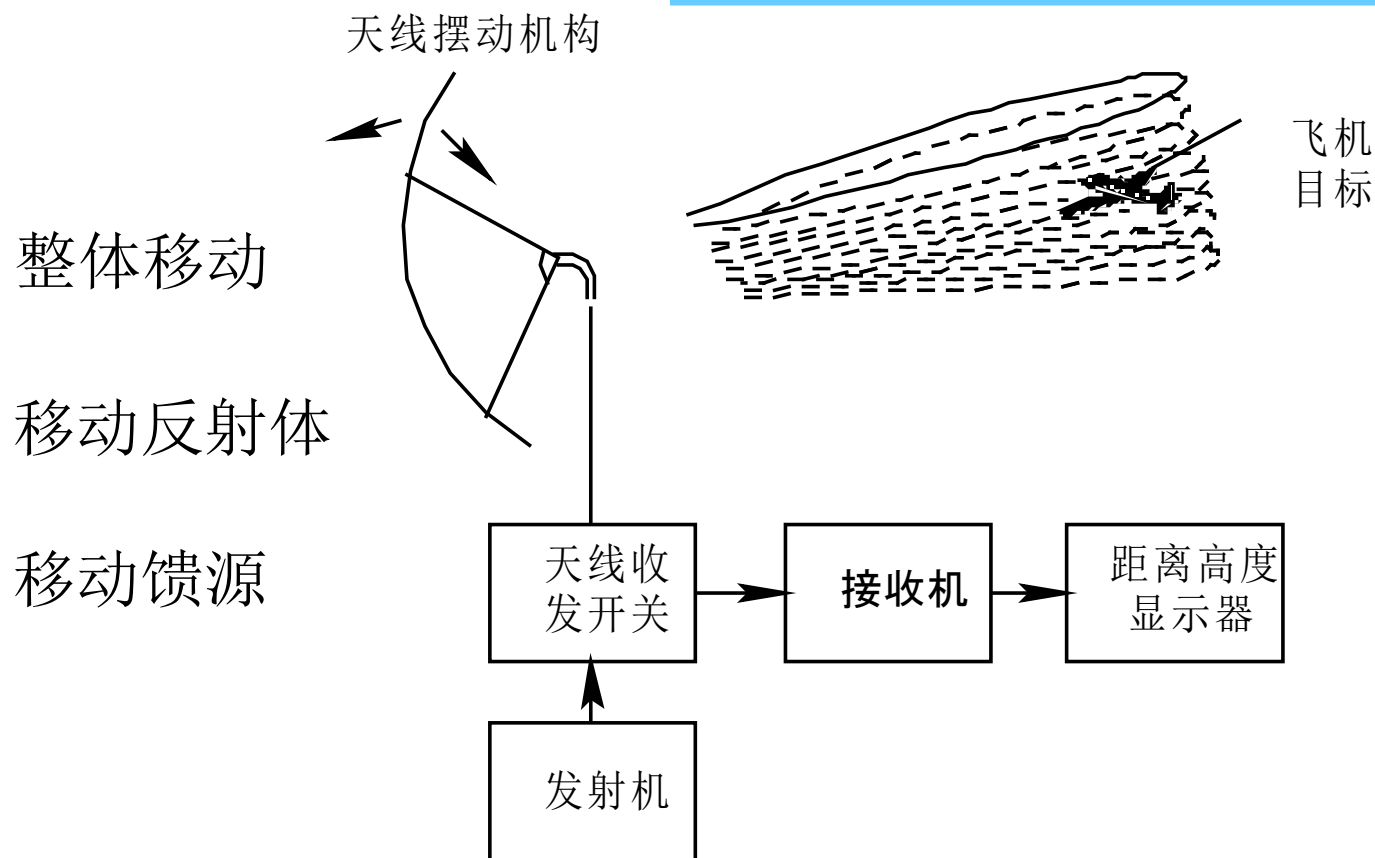 天线摆动机构
飞机
目标
整体移动
移动反射体
移动馈源
天线收
发开关
接收机
距离高度
显示器
发射机